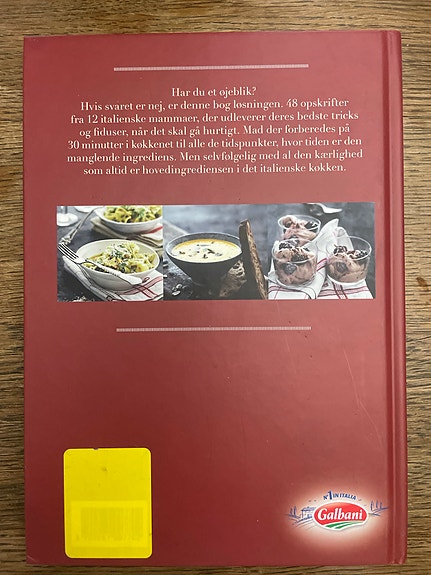 Har du et øjeblik?
Hvis svaret er nej, er denne bog løsningen. 48 opskrifter
fra 12 italienske mammaer, der udleverer deres bedste tricks
og fiduser, når det skal gå hurtigt. Mad der forberedes på
30 minutter i køkkenet til alle de tidspunkter, hvor tiden er den
manglende ingrediens. Men selvfølgelig med al den kærlighed
som altid er hovedingrediensen i det italienske køkken.
N°1 IN ITALIA
Galbani